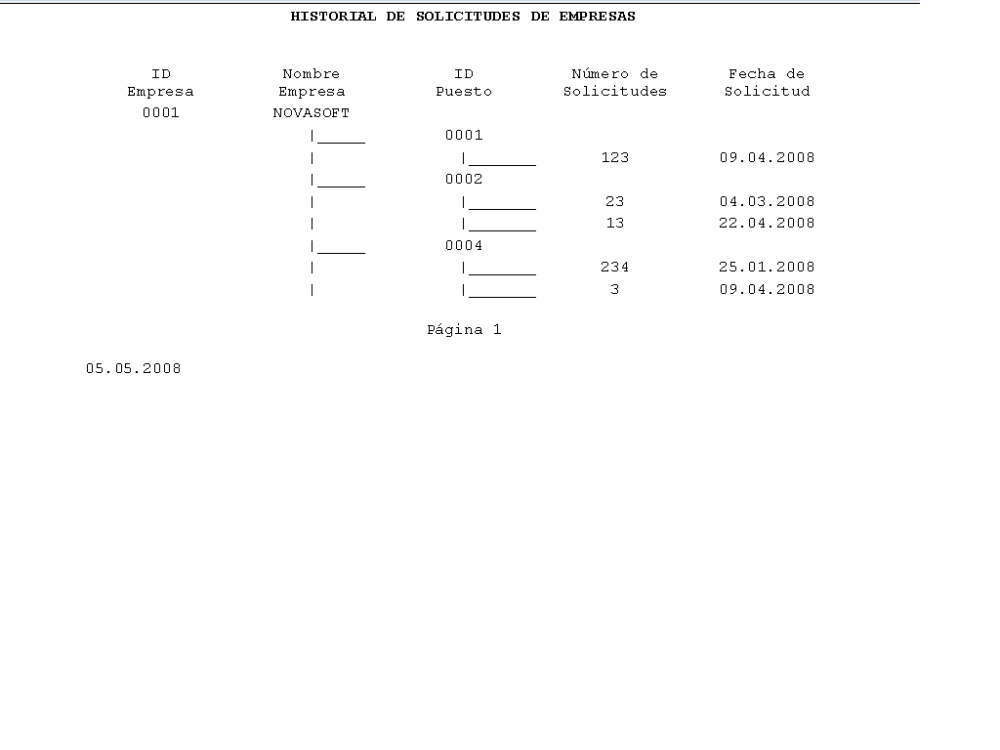 HISTORIAL DE SOLICITUDES DE EMPRESAS
ID Nombre ID Número de Fecha de
Empresa Empresa Puesto Solicitudes Solicitud
0001 NOVASOFT
|_____ 0001
| |_______ 123 09.04.2008
|_____ 0002
| |_______ 23 04.03.2008
| |_______ 13 22.04.2008
|_____ 0004
| |_______ 234 25.01.2008
| |_______ 3 09.04.2008
Página 1
05.05.2008